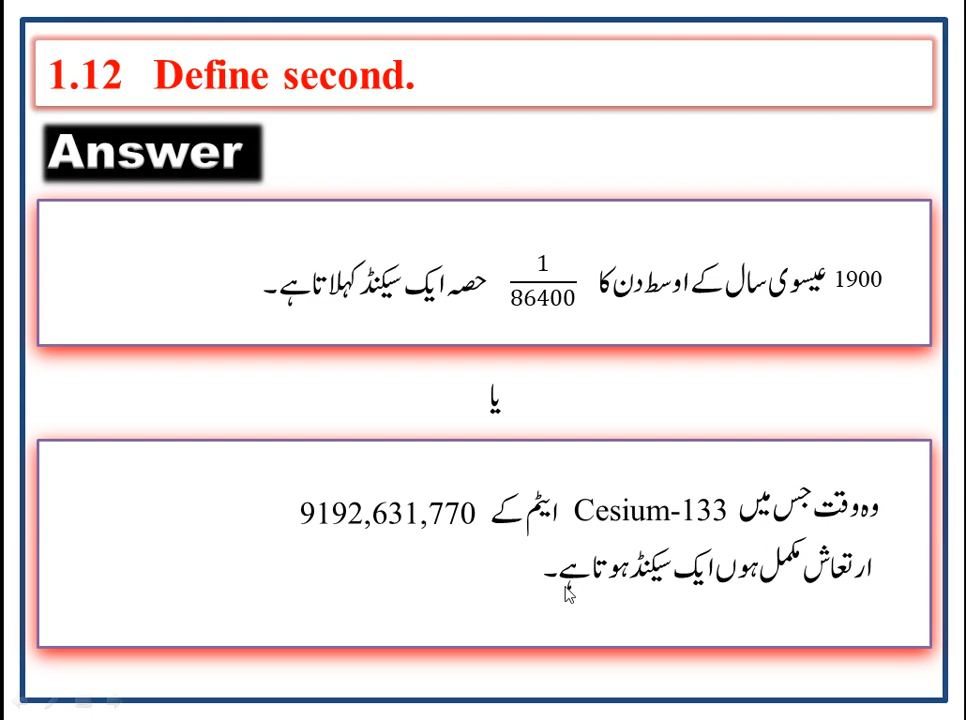 1.12 Define second.
Answer
1900 عیسوی سال کے اوسط دن کا 1/86400 حصہ ایک سیکنڈ کہلاتا ہے۔
یا
وہ وقت جس میں Cesium-133 ایٹم کے 9192,631,770
ارتعاش مکمل ہوں ایک سیکنڈ ہوتا ہے۔